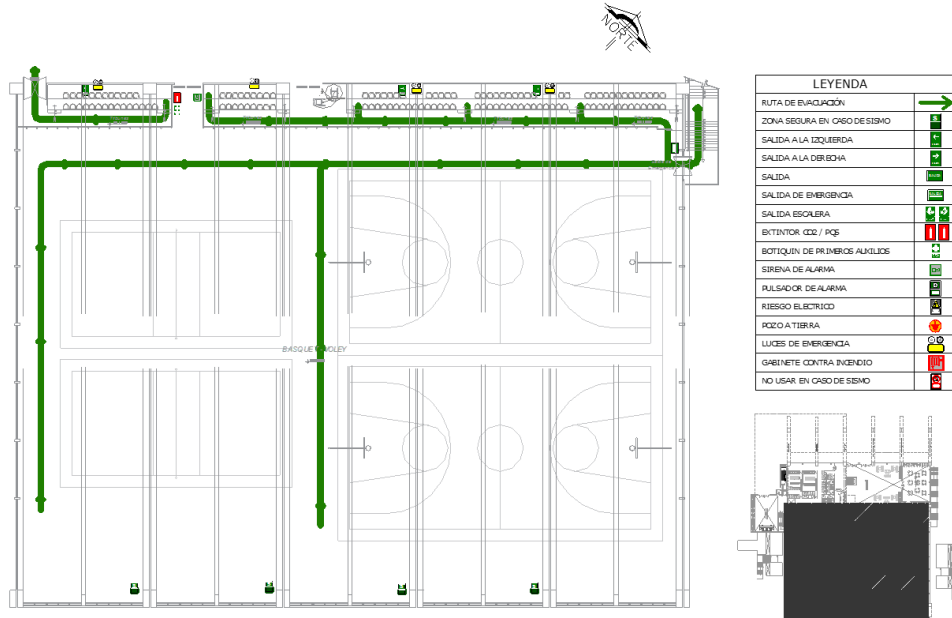 NORTE
LEYENDA
RUTA DE EVACUACIÓN
ZONA SEGURA EN CASO DE SISMO
SALIDA A LA IZQUIERDA
SALIDA A LA DERECHA
SALIDA
SALIDA DE EMERGENCIA
SALIDA ESCALERA
EXTINTOR CO2 / PQS
BOTIQUIN DE PRIMEROS AUXILIOS
SIRENA DE ALARMA
PULSADOR DE ALARMA
RIESGO ELECTRICO
POZO A TIERRA
LUCES DE EMERGENCIA
GABINETE CONTRA INCENDIO
NO USAR EN CASO DE SISMO